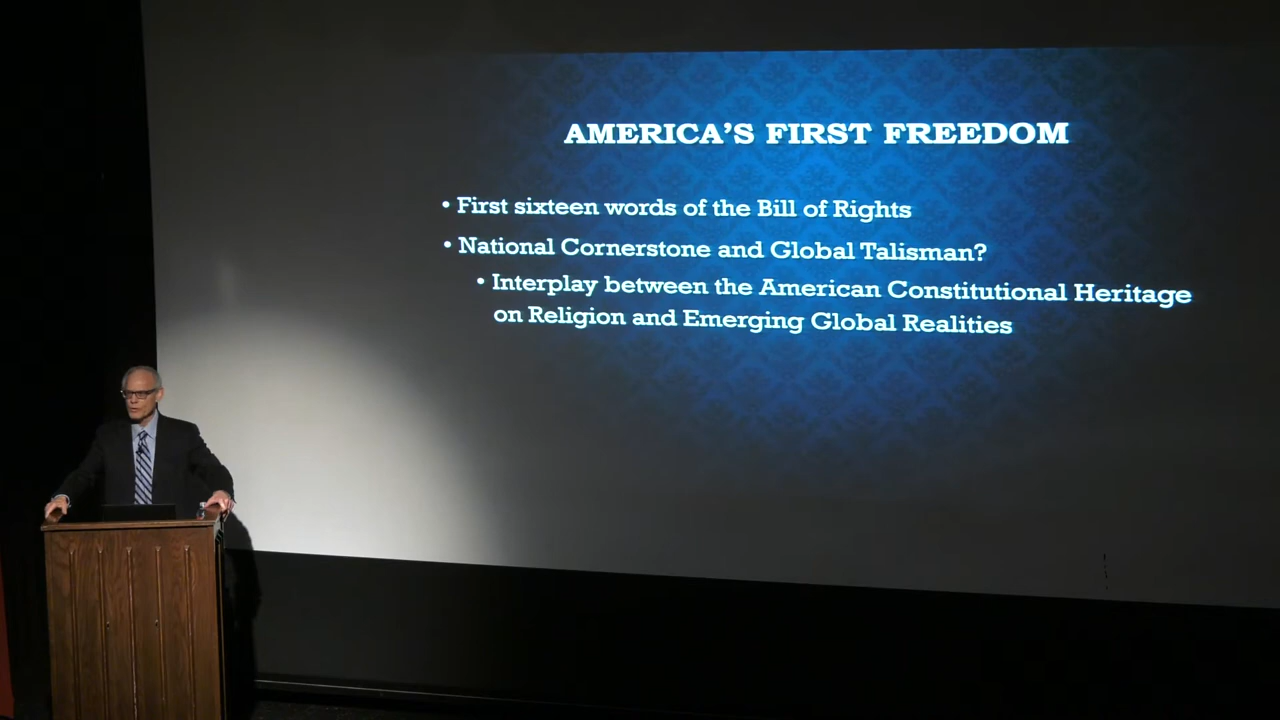 AMERICA'S FIRST FREEDOM
• First sixteen words of the Bill of Rights
• National Cornerstone and Global Talisman?
• Interplay between the American Constitutional Heritage
on Religion and Emerging Global Realities